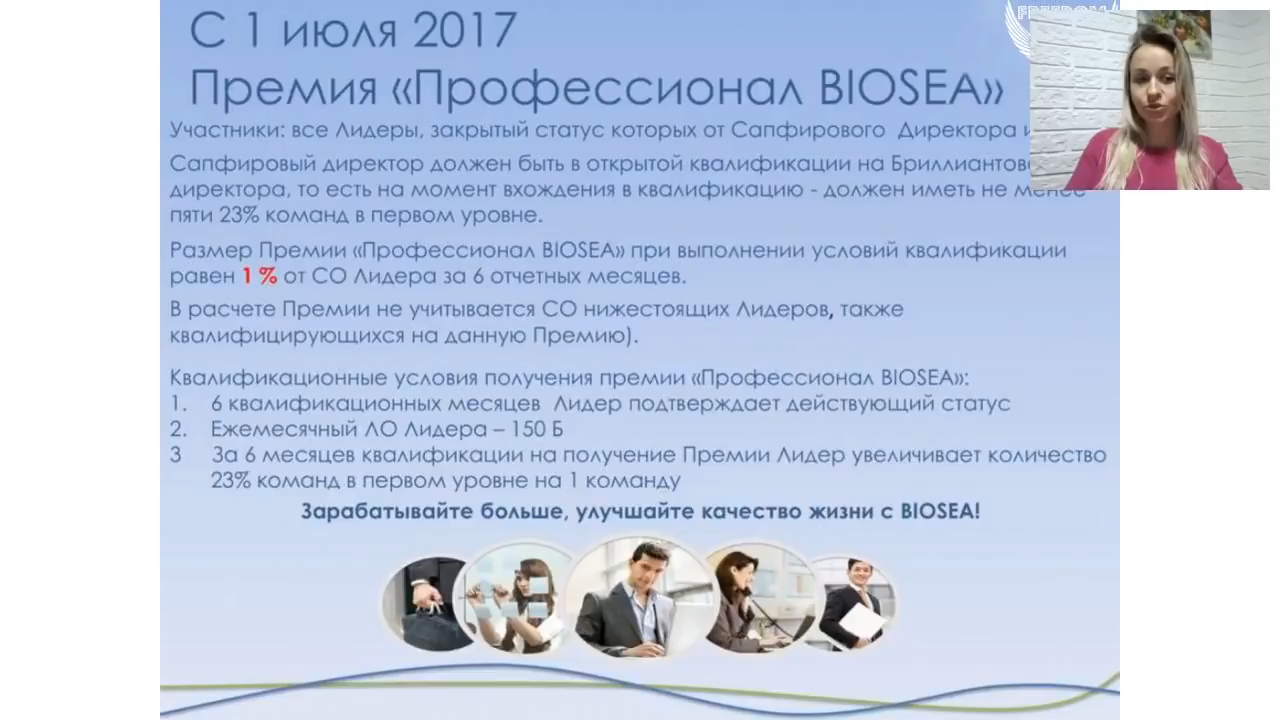 С 1 июля 2017
FREEDOM
Премия «Профессионал BIOSEA»
Участники: все Лидеры, закрытый статус которых от Сапфирового Директора и
Сапфировый директор должен быть в открытой квалификации на
директора, то есть на момент вхождения в квалификацию - должен иметь не менее
пяти 23% команд в первом уровне.
Размер Премии «Профессионал BIOSEA» при выполнении условий квалификации
равен 1 % от СО Лидера за 6 отчетных месяцев.
В расчете Премии не учитывается СО нижестоящих Лидеров, также
квалифицирующихся на данную Премию).
Квалификационные условия получения премии «Профессионал BIOSEA»:
1. 6 квалификационных месяцев Лидер подтверждает действующий статус
2. Ежемесячный ЛО Лидера – 150 Б
3 За 6 месяцев квалификации на получение Премии Лидер увеличивает количество
23% команд в первом уровне на 1 команду
Зарабатывайте больше, улучшайте качество жизни с BIOSEA!